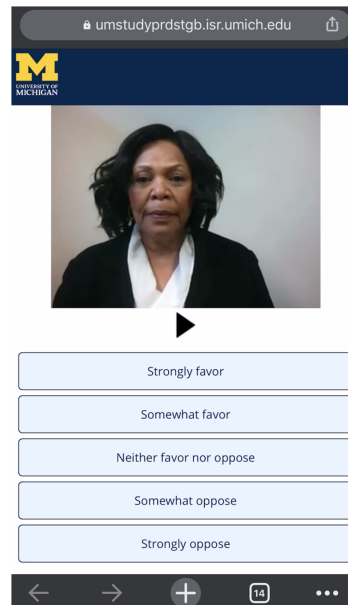 umstudyprdstgb.isr.umich.edu
M
UNIVERSITY OF
MICHIGAN
Strongly favor
Somewhat favor
Neither favor nor oppose
Somewhat oppose
Strongly oppose
14